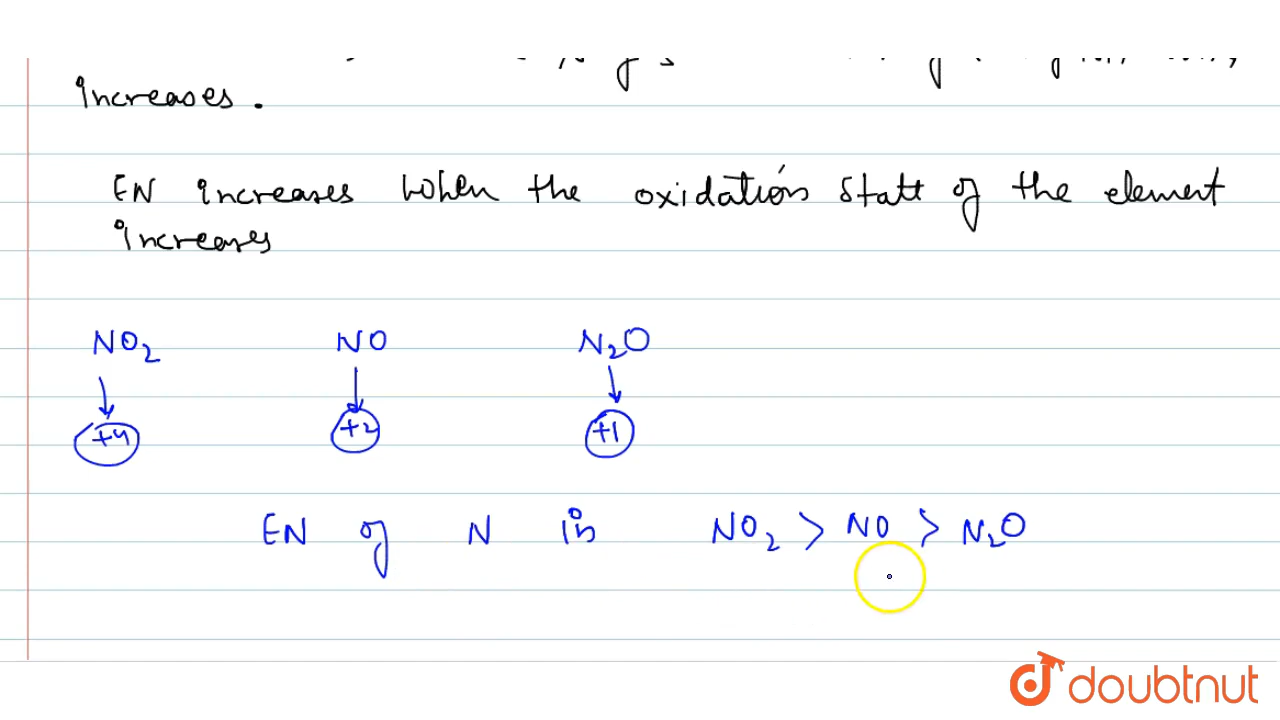 increases.
EN increases when the oxidation state of the element
increases
NO2 NO N2O
+4 +2 +1
EN of N is NO2 > NO > N2O
doubtnut